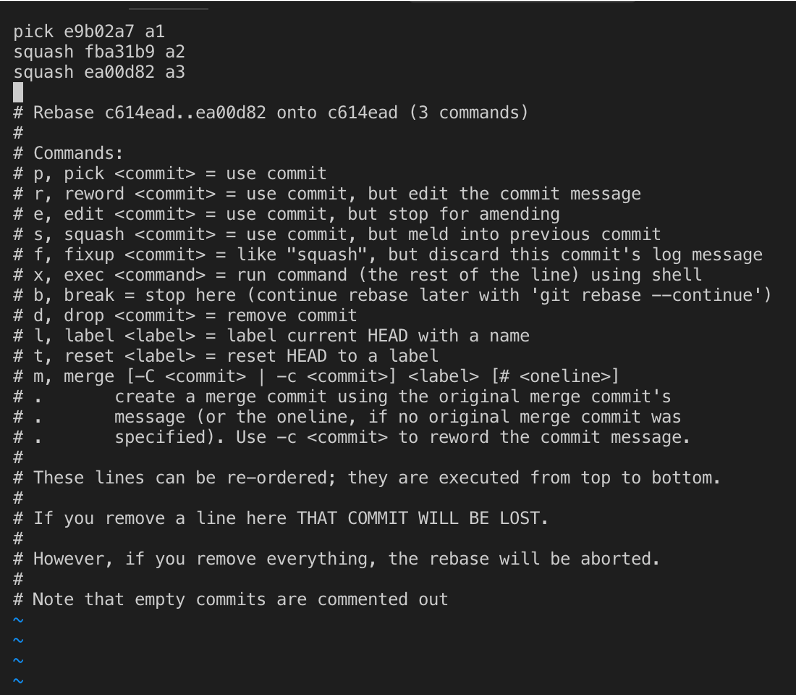 pick e9b02a7 a1
squash fba31b9 a2
squash ea00d82 a3
# Rebase c614ead..ea00d82 onto c614ead (3 commands)
#
# Commands:
# p, pick <commit> = use commit
# r, reword <commit> = use commit, but edit the commit message
# e, edit <commit> = use commit, but stop for amending
# s, squash <commit> = use commit, but meld into previous commit
# f, fixup <commit> = like "squash", but discard this commit's log message
# x, exec <command> = run command (the rest of the line) using shell
# b, break = stop here (continue rebase later with 'git rebase --continue')
# d, drop <commit> = remove commit
# l, label <label> = label current HEAD with a name
# t, reset <label> = reset HEAD to a label
# m, merge [-C <commit> | -c <commit>] <label> [# <oneline>]
# .       create a merge commit using the original merge commit's
# .       message (or the oneline, if no original merge commit was
# .       specified). Use -c <commit> to reword the commit message.
#
# These lines can be re-ordered; they are executed from top to bottom.
#
# If you remove a line here THAT COMMIT WILL BE LOST.
#
# However, if you remove everything, the rebase will be aborted.
#
# Note that empty commits are commented out
~
~
~
~